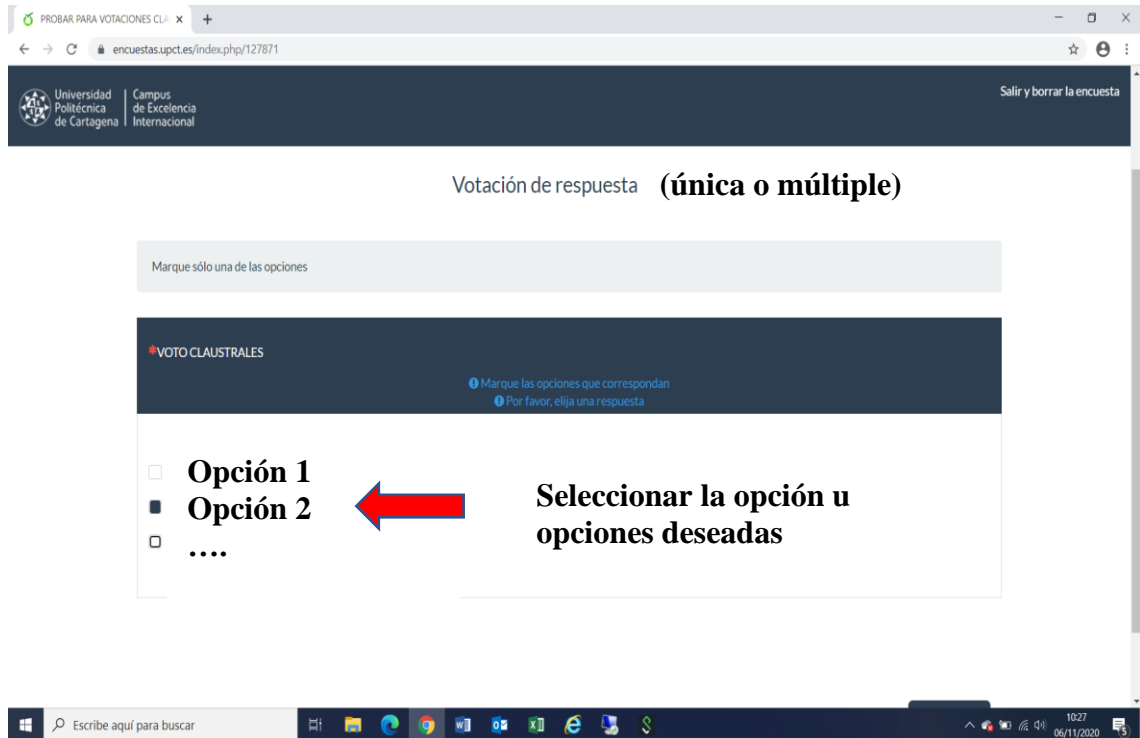 PROBAR PARA VOTACIONES CLA
encuestas.upct.es/index.php/127871
Universidad
Politécnica
de Cartagena
Campus
de Excelencia
Internacional
Salir y borrar la encuesta
Votación de respuesta (única o múltiple)
Marque sólo una de las opciones
*VOTO CLAUSTRALES
Marque las opciones que correspondan
Por favor, elija una respuesta
Opción 1
Opción 2
....
Seleccionar la opción u
opciones deseadas
Escribe aquí para buscar
10:27
06/11/2020